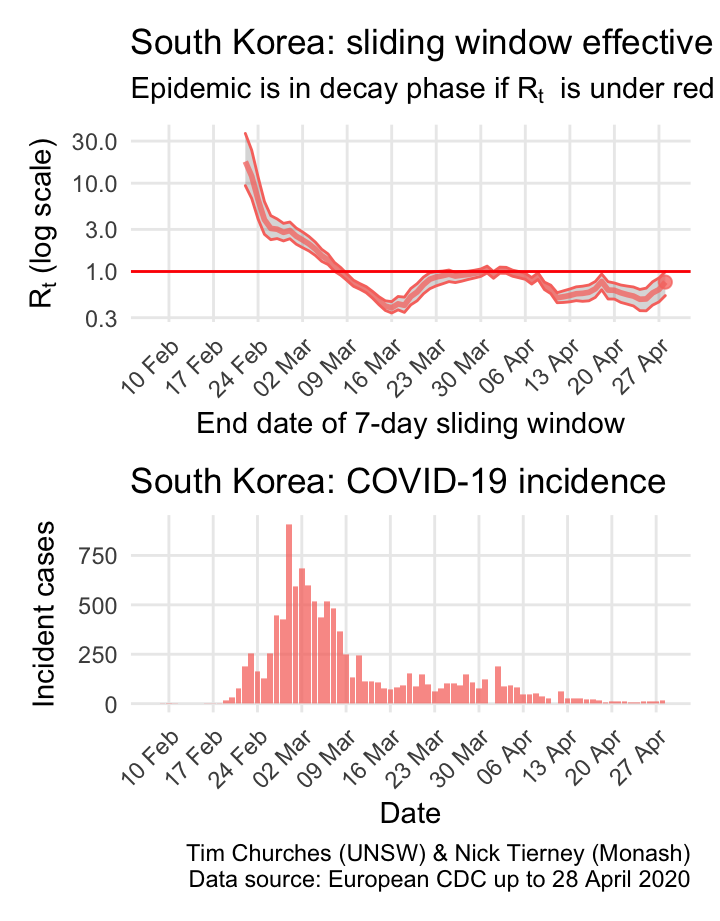 South Korea: sliding window effective
Epidemic is in decay phase if Rt is under red
Rt (log scale)
30.0
10.0
3.0
1.0
0.3
10 Feb
17 Feb
24 Feb
02 Mar
09 Mar
16 Mar
23 Mar
30 Mar
06 Apr
13 Apr
20 Apr
27 Apr
End date of 7-day sliding window
South Korea: COVID-19 incidence
Incident cases
750
500
250
0
10 Feb
17 Feb
24 Feb
02 Mar
09 Mar
16 Mar
23 Mar
30 Mar
06 Apr
13 Apr
20 Apr
27 Apr
Date
Tim Churches (UNSW) & Nick Tierney (Monash)
Data source: European CDC up to 28 April 2020